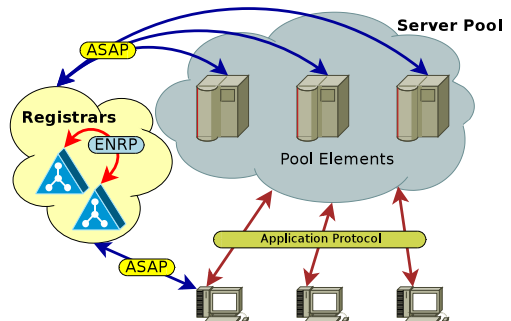 Server Pool
ASAP
Registrars
ENRP
Pool Elements
Application Protocol
ASAP